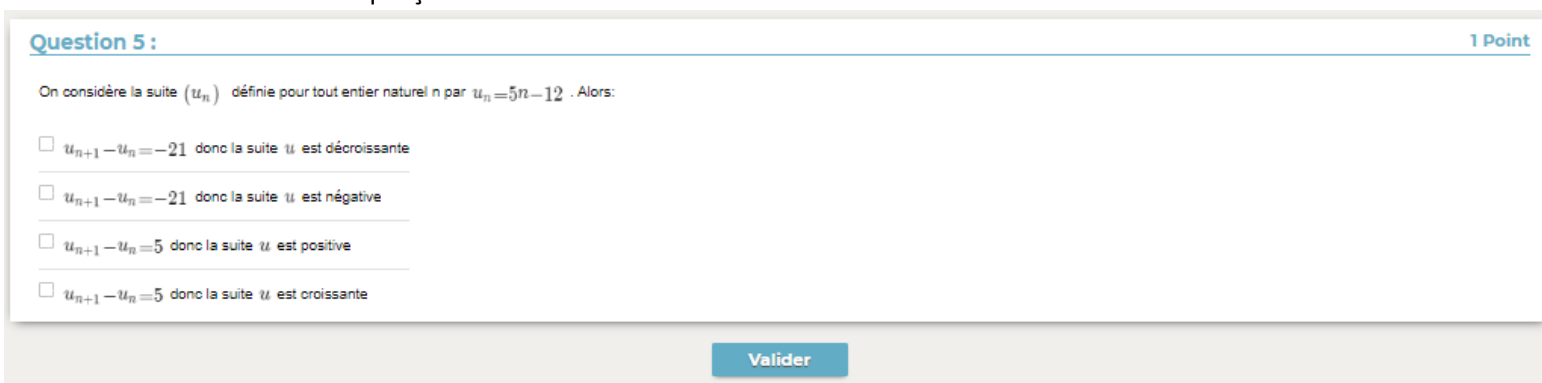 Question 5 :
1 Point
On considère la suite (uₙ) définie pour tout entier naturel n par uₙ=5n−12 . Alors:
uₙ₊₁−uₙ=−21 donc la suite u est décroissante
uₙ₊₁−uₙ=−21 donc la suite u est négative
uₙ₊₁−uₙ=5 donc la suite u est positive
uₙ₊₁−uₙ=5 donc la suite u est croissante
Valider